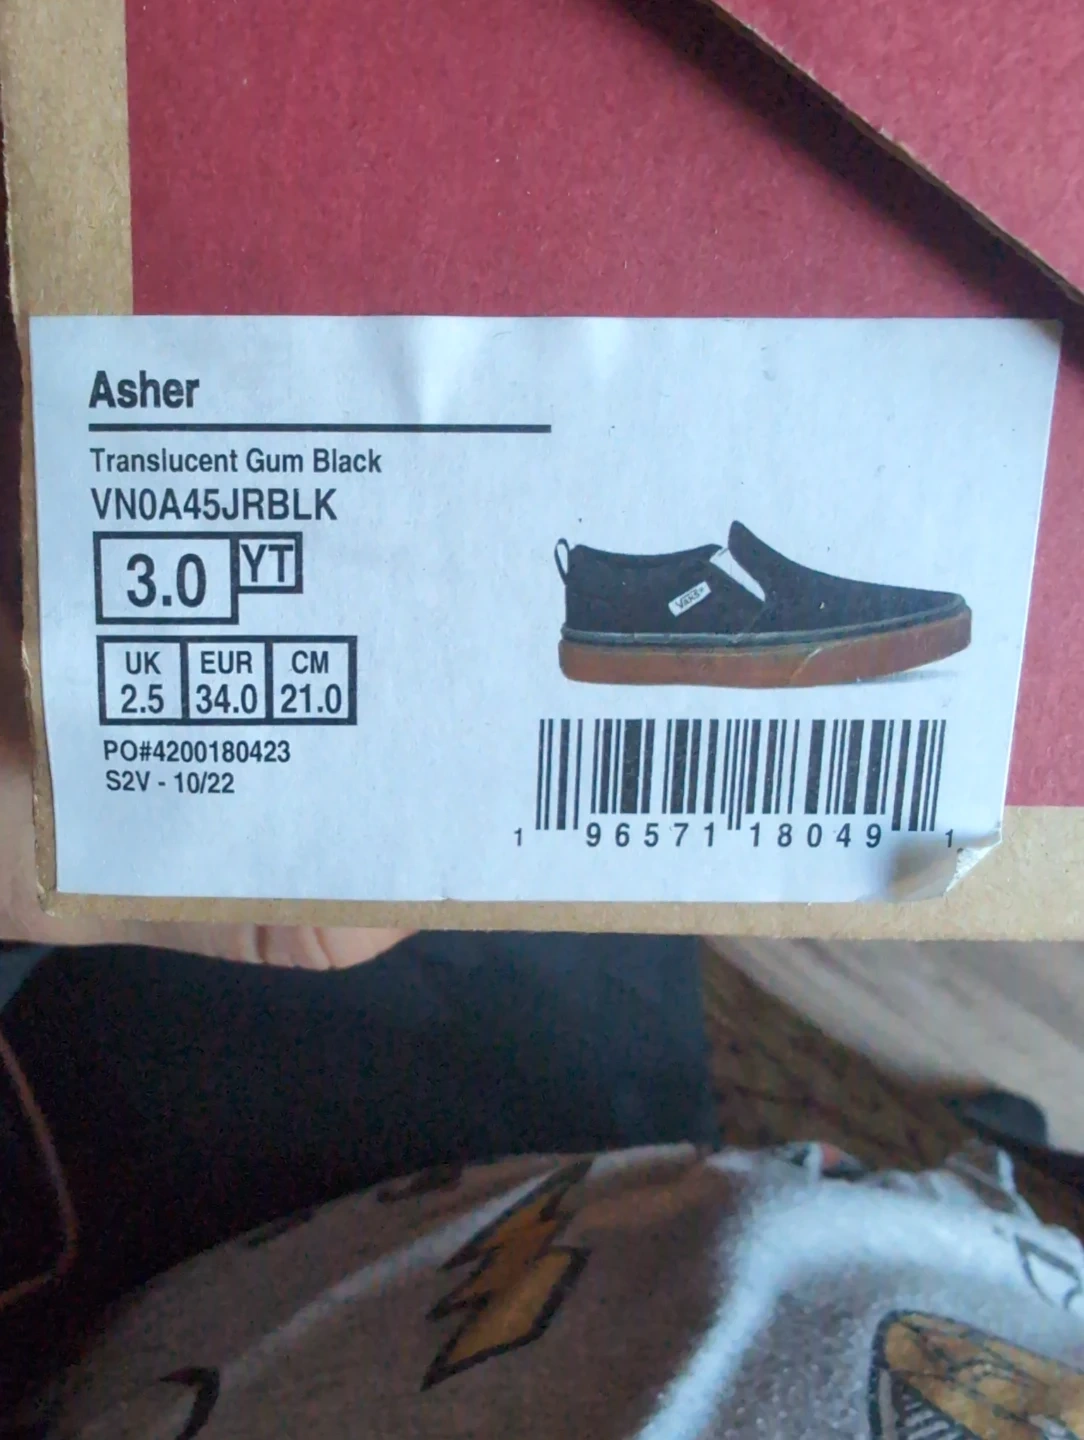 Asher
Translucent Gum Black
VN0A45JRBLK
3.0 YT
UK EUR CM
2.5 34.0 21.0
PO#4200180423
S2V - 10/22
VANS
1 96571 18049 1